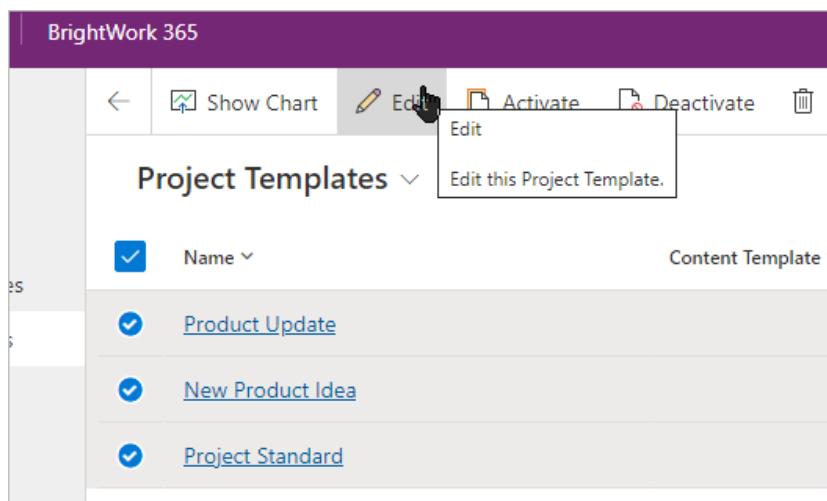 BrightWork 365
Show Chart Edit Activate Deactivate
Edit
Edit this Project Template.
Project Templates
Name Content Template
es
s
Product Update
New Product Idea
Project Standard